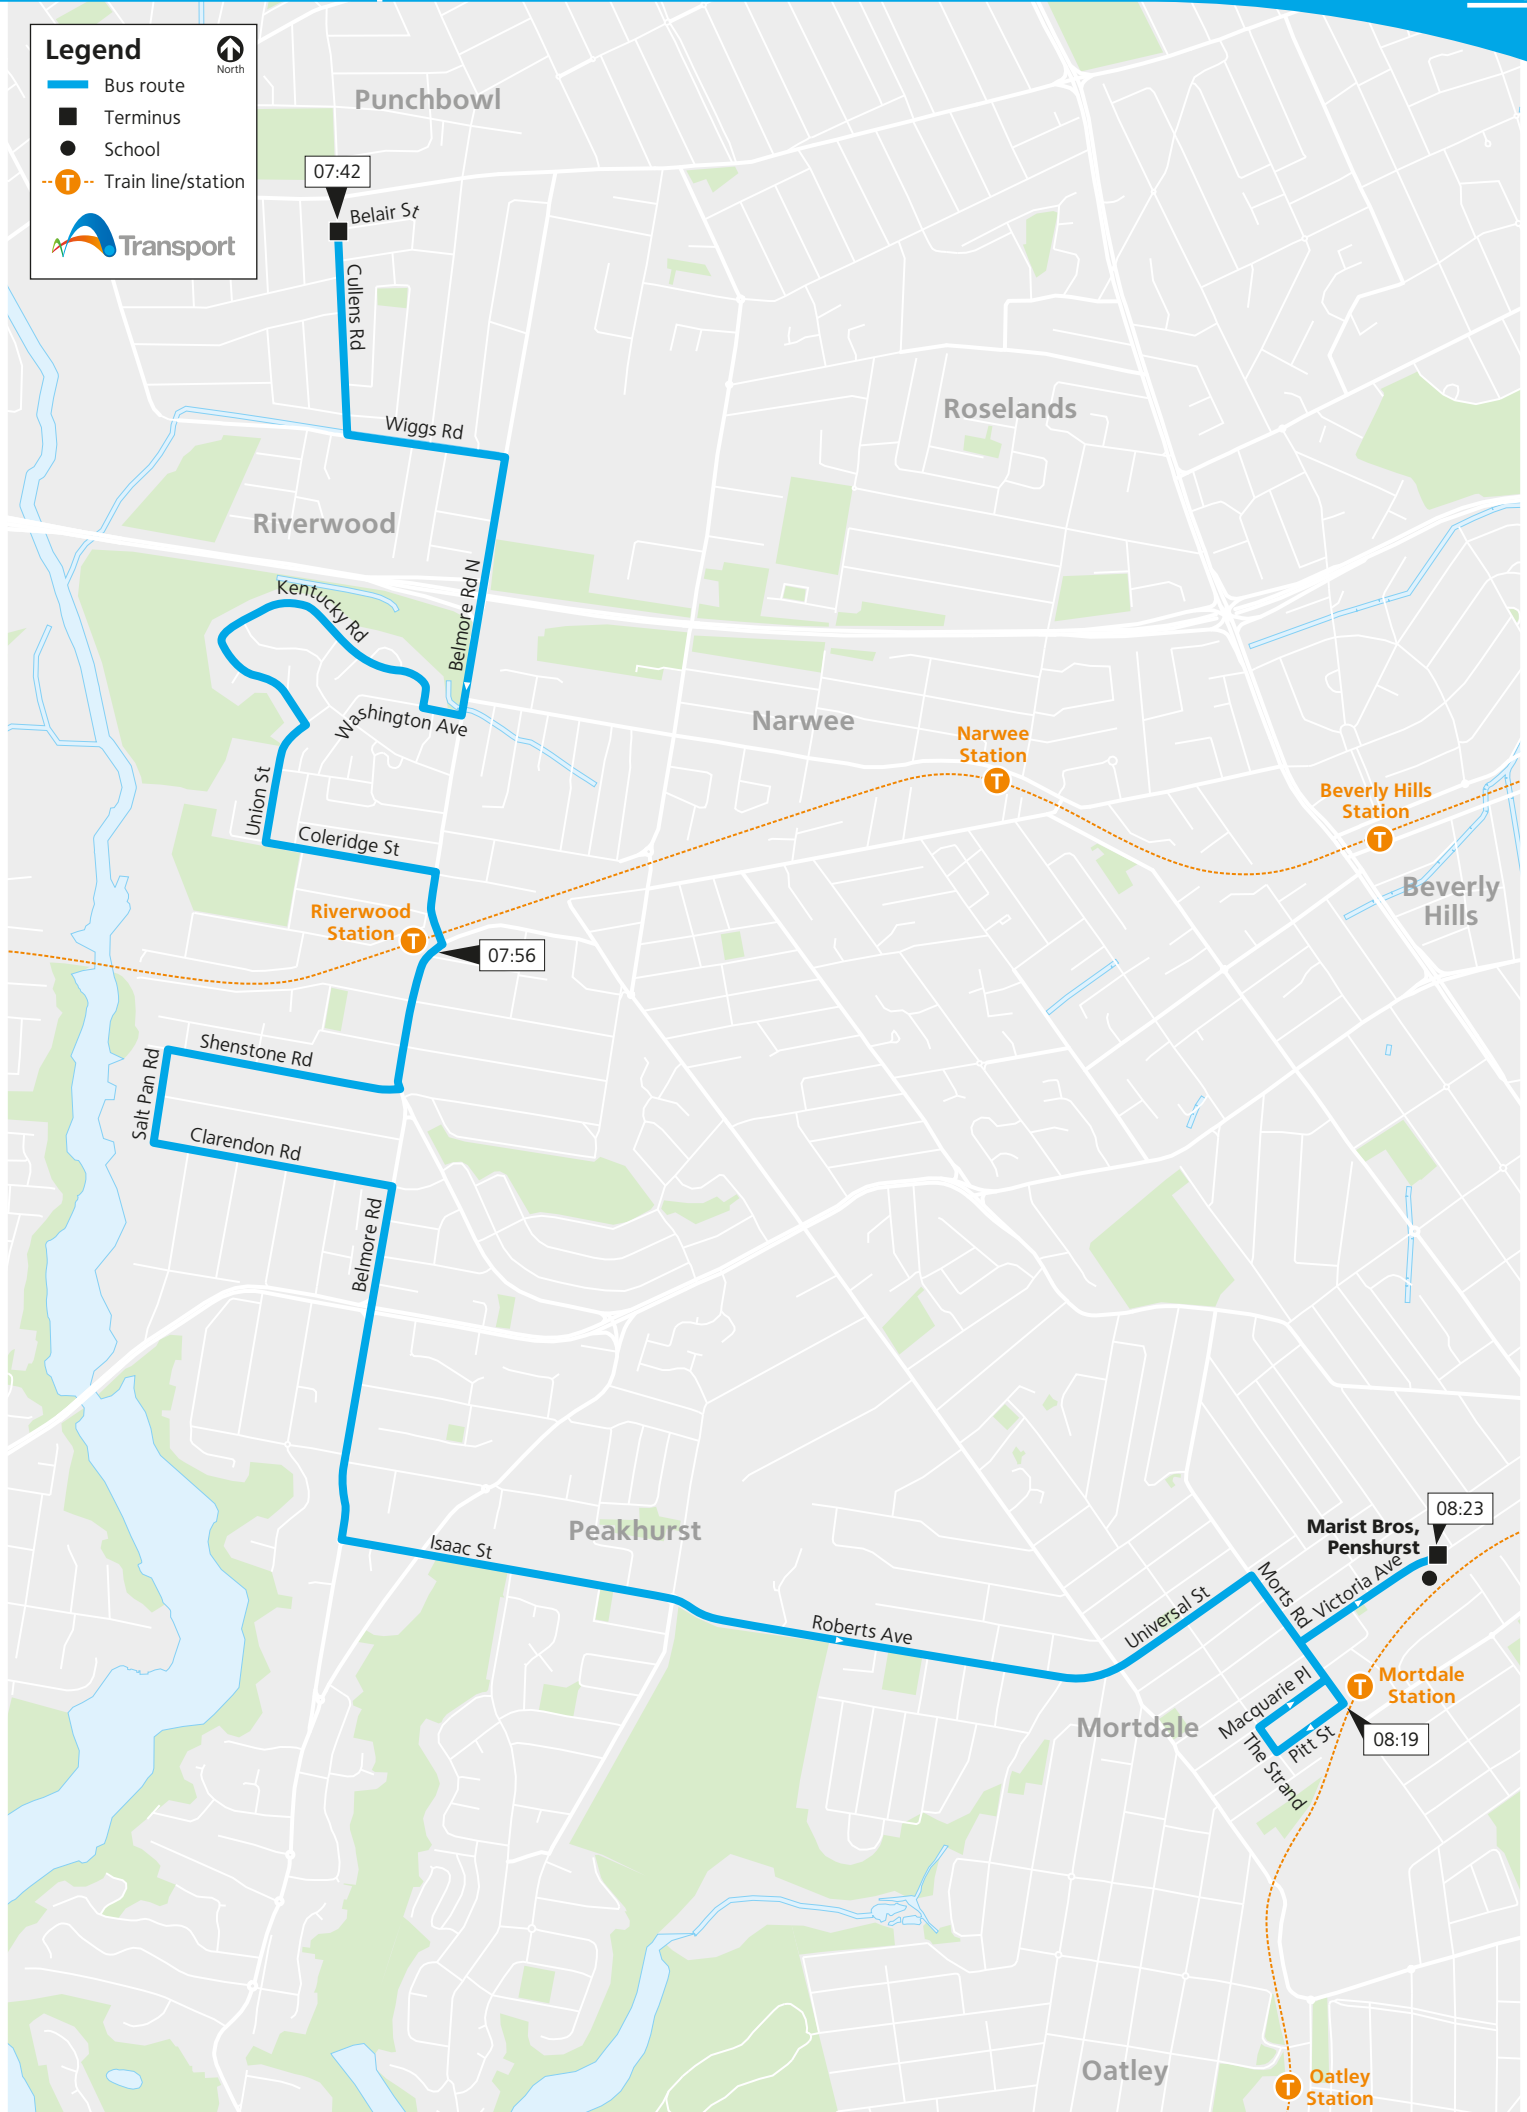 Legend
North
Bus route
Terminus
School
T
Train line/station
Transport
Punchbowl
07:42
Belair St
Cullens Rd
Wiggs Rd
Roselands
Riverwood
Belmore Rd N
Kentucky Rd
Washington Ave
Narwee
Narwee
Station
T
Beverly Hills
Station
T
Union St
Coleridge St
Beverly
Hills
Riverwood
Station
T
07:56
Shenstone Rd
Salt Pan Rd
Clarendon Rd
Belmore Rd
08:23
Marist Bros,
Penshurst
Peakhurst
Isaac St
Morts Rd
Victoria Ave
Universal St
Roberts Ave
Macquarie Pl
T
Mortdale
Station
Mortdale
08:19
Pitt St
The Strand
Oatley
T
Oatley
Station